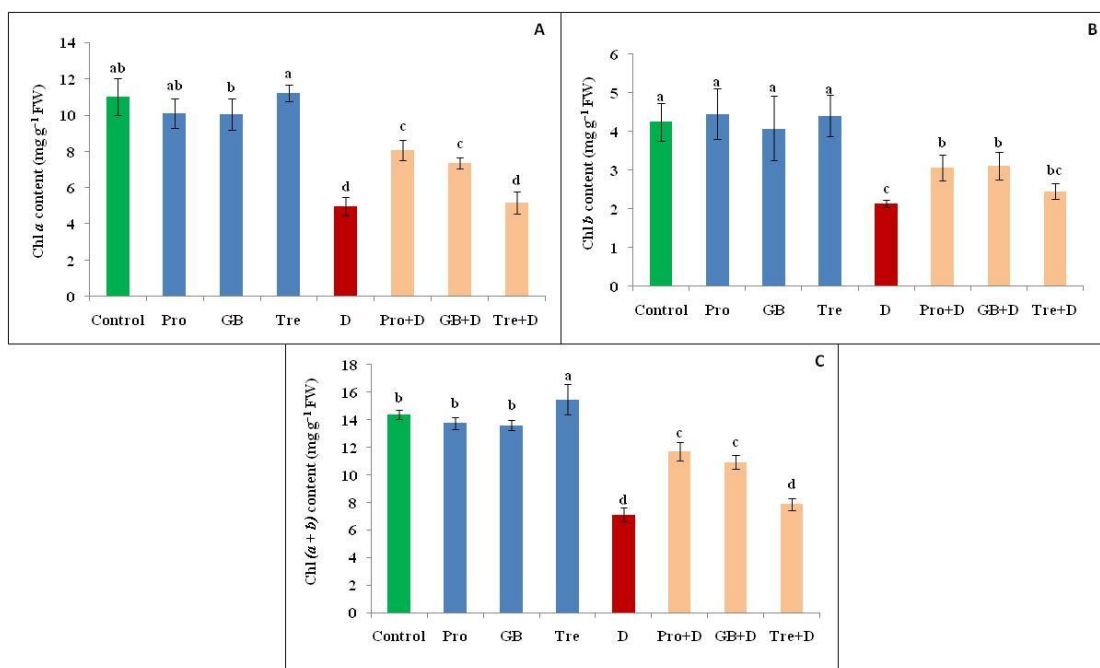 A
Chl a content (mg g⁻¹ FW)
14
12
10
8
6
4
2
0
ab
ab
b
a
d
c
c
d
Control Pro GB Tre D Pro+D GB+D Tre+D
B
Chl b content (mg g⁻¹ FW)
6
5
4
3
2
1
0
a
a
a
a
c
b
b
bc
Control Pro GB Tre D Pro+D GB+D Tre+D
C
Chl (a + b) content (mg g⁻¹ FW)
18
16
14
12
10
8
6
4
2
0
b
b
b
a
d
c
c
d
Control Pro GB Tre D Pro+D GB+D Tre+D